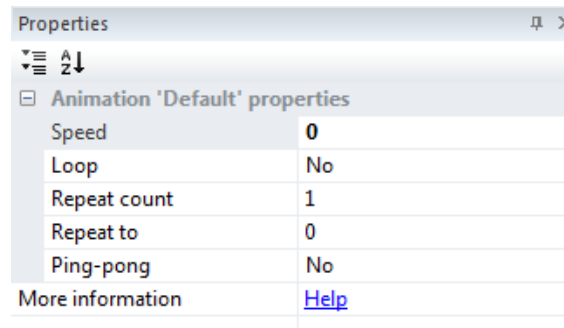 Properties
Animation 'Default' properties
Speed 0
Loop No
Repeat count 1
Repeat to 0
Ping-pong No
More information Help